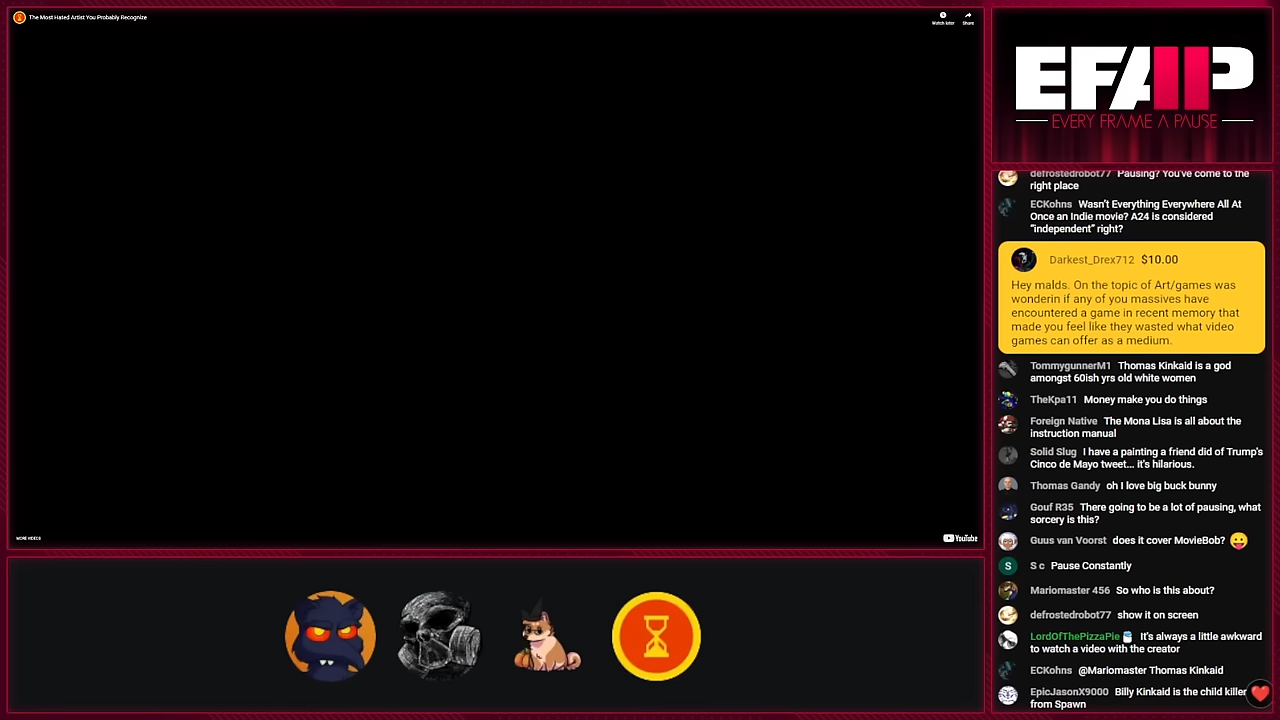 The Most Hated Artist You Probably Recognize
Watch later
Share
MORE VIDEOS
YouTube
EFAP
EVERY FRAME A PAUSE
defrostedrobot77 Pausing? You've come to the
right place
ECKohns Wasn't Everything Everywhere All At
Once an Indie movie? A24 is considered
"independent" right?
Darkest_Drex712 $10.00
Hey malds. On the topic of Art/games was
wonderin if any of you massives have
encountered a game in recent memory that
made you feel like they wasted what video
games can offer as a medium.
TommygunnerM1 Thomas Kinkaid is a god
amongst 60ish yrs old white women
TheKpa11 Money make you do things
Foreign Native The Mona Lisa is all about the
instruction manual
Solid Slug I have a painting a friend did of Trump's
Cinco de Mayo tweet... it's hilarious.
Thomas Gandy oh I love big buck bunny
Gouf R35 There going to be a lot of pausing, what
sorcery is this?
Guus van Voorst does it cover MovieBob? 😛
S
S c Pause Constantly
Mariomaster 456 So who is this about?
defrostedrobot77 show it on screen
LordOfThePizzaPie It's always a little awkward
to watch a video with the creator
ECKohns @Mariomaster Thomas Kinkaid
EpicJasonX9000 Billy Kinkaid is the child killer
from Spawn